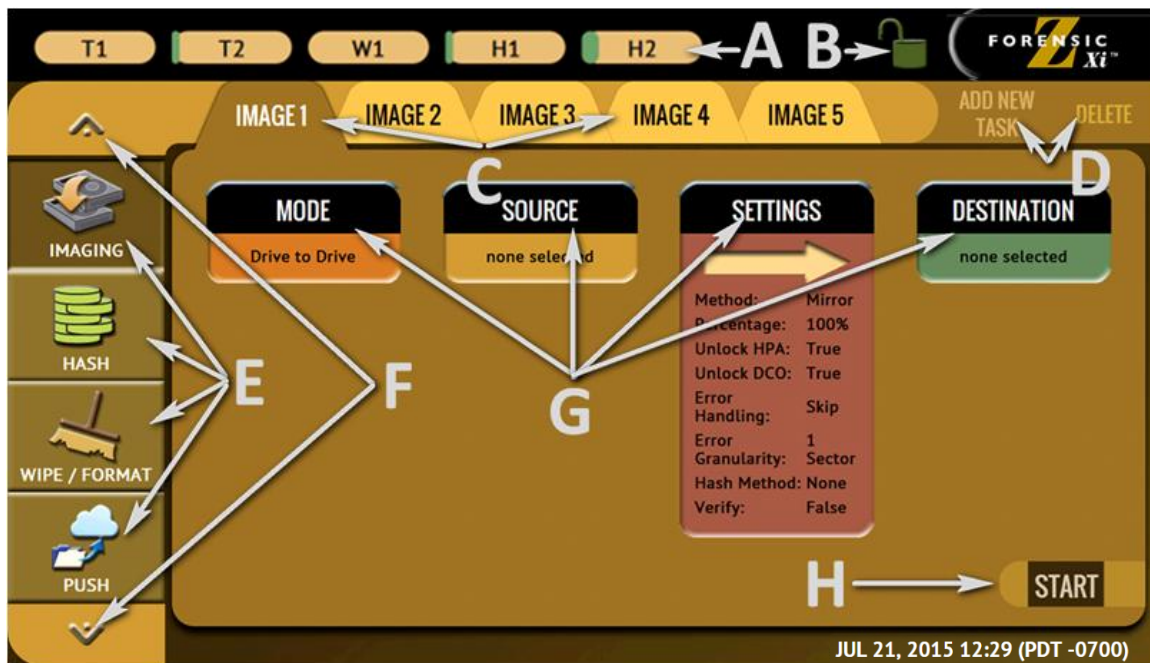 T1 T2 W1 H1 H2 A B FORENSIC
Z Xi™
IMAGE 1 IMAGE 2 IMAGE 3 IMAGE 4 IMAGE 5 ADD NEW TASK DELETE
C D
MODE SOURCE SETTINGS DESTINATION
Drive to Drive none selected none selected
Method: Mirror
Percentage: 100%
Unlock HPA: True
Unlock DCO: True
Error Handling: Skip
Error Granularity: 1 Sector
Hash Method: None
Verify: False
IMAGING
HASH
WIPE / FORMAT
PUSH
E F G
H START
JUL 21, 2015 12:29 (PDT -0700)